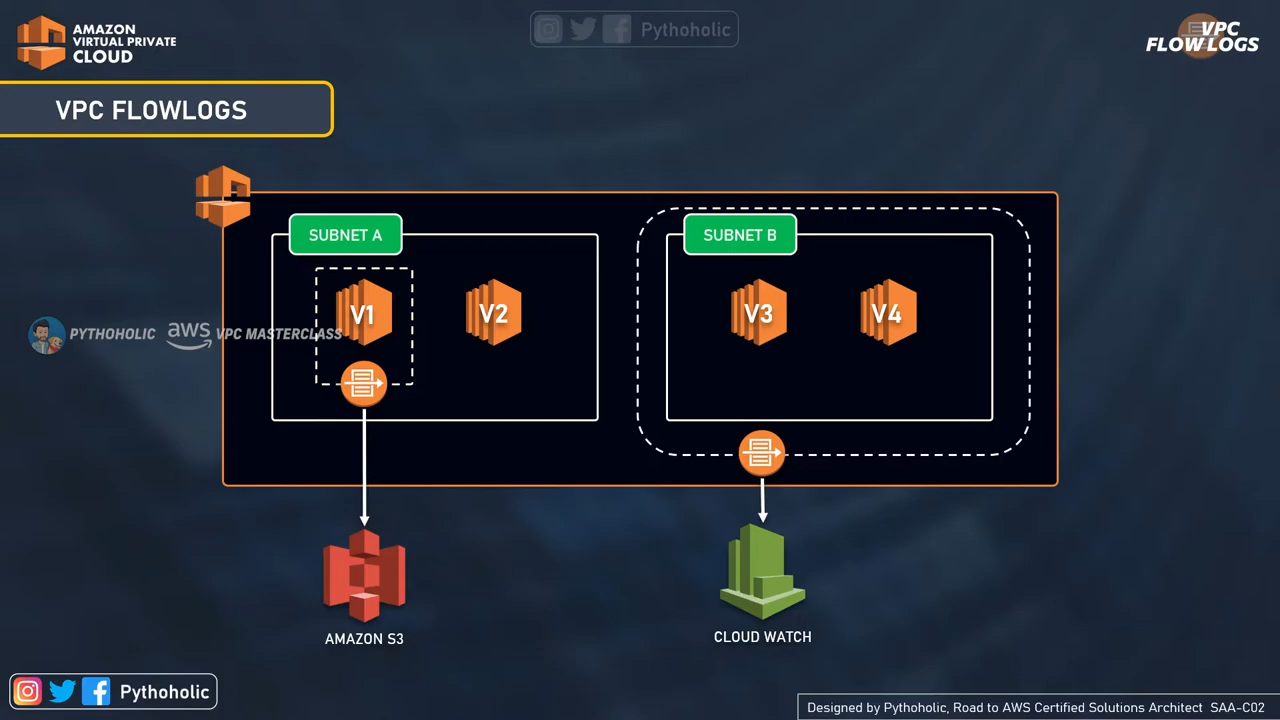 AMAZON
VIRTUAL PRIVATE
CLOUD
Pythoholic
VPC
FLOW LOGS
VPC FLOWLOGS
SUBNET A
SUBNET B
V1
V2
V3
V4
PYTHOHOLIC aws VPC MASTERCLASS
AMAZON S3
CLOUD WATCH
Pythoholic
Designed by Pythoholic, Road to AWS Certified Solutions Architect SAA-C02